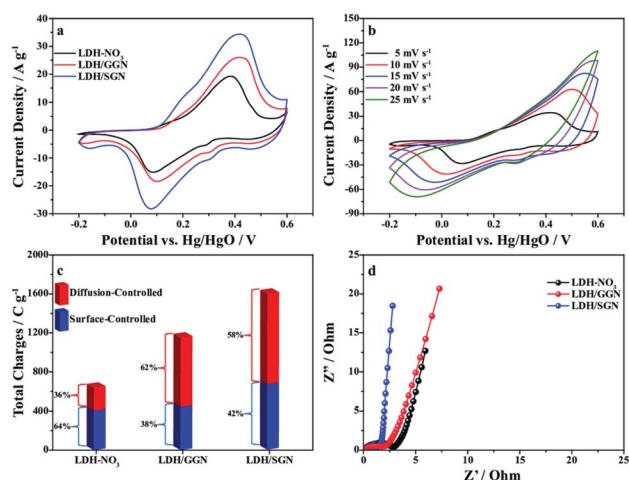 a
LDH-NO3
LDH/GGN
LDH/SGN
Current Density / A g-1
40
30
20
10
0
-10
-20
-30
-0.2 0.0 0.2 0.4 0.6
Potential vs. Hg/HgO / V
b
5 mV s-1
10 mV s-1
15 mV s-1
20 mV s-1
25 mV s-1
Current Density / A g-1
150
120
90
60
30
0
-30
-60
-90
-0.2 0.0 0.2 0.4 0.6
Potential vs. Hg/HgO / V
c
Diffusion-Controlled
Surface-Controlled
Total Charges / C g-1
2000
1600
1200
800
400
0
36%
64%
62%
38%
58%
42%
LDH-NO3 LDH/GGN LDH/SGN
d
LDH-NO3
LDH/GGN
LDH/SGN
Z'' / Ohm
25
20
15
10
5
0
0 5 10 15 20 25
Z' / Ohm